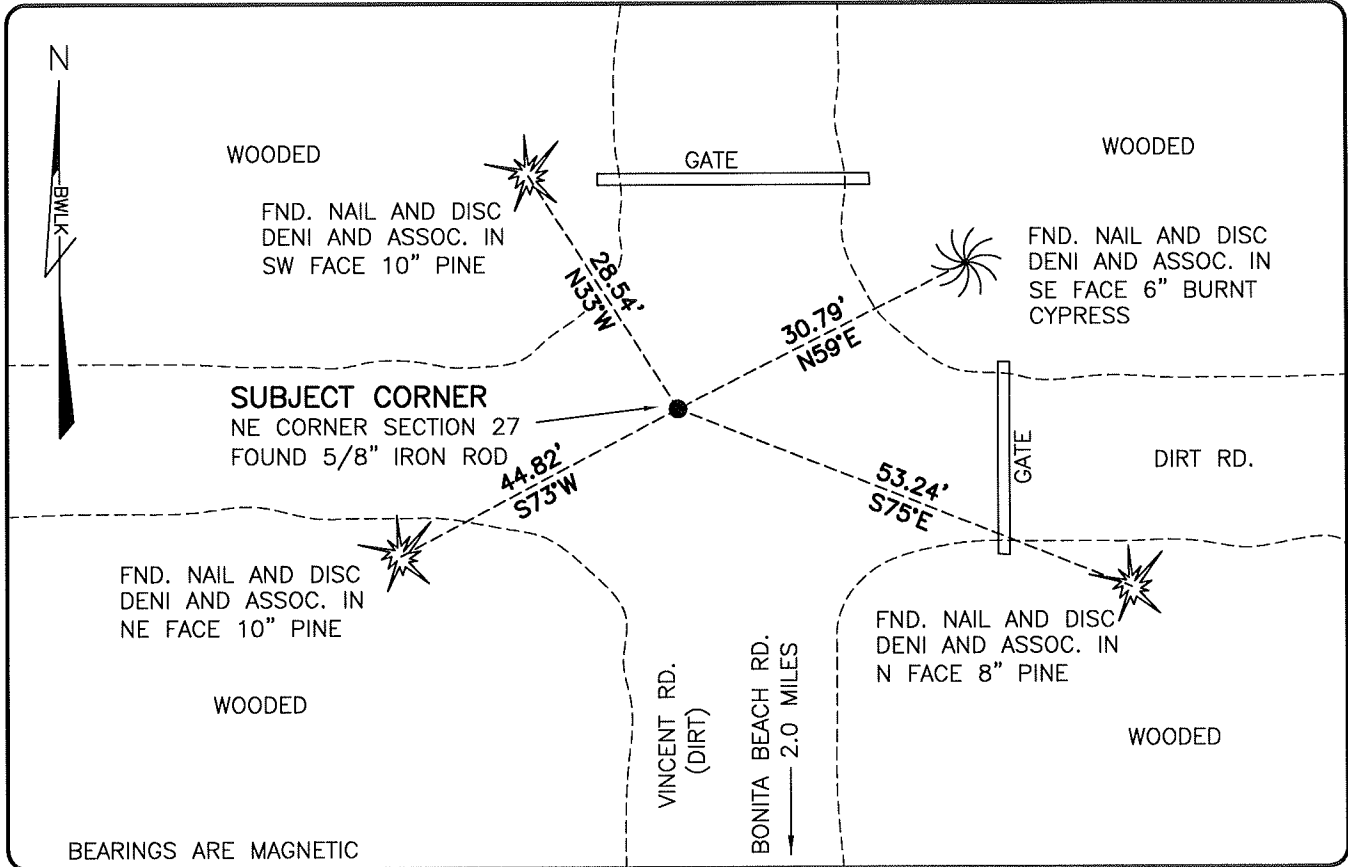 N
BWLK
WOODED
GATE
WOODED
FND. NAIL AND DISC
DENI AND ASSOC. IN
SW FACE 10" PINE
28.54'
N33°W
30.79'
N59°E
FND. NAIL AND DISC
DENI AND ASSOC. IN
SE FACE 6" BURNT
CYPRESS
SUBJECT CORNER
NE CORNER SECTION 27
FOUND 5/8" IRON ROD
44.82'
S73°W
53.24'
S75°E
GATE
DIRT RD.
FND. NAIL AND DISC
DENI AND ASSOC. IN
NE FACE 10" PINE
FND. NAIL AND DISC
DENI AND ASSOC. IN
N FACE 8" PINE
WOODED
VINCENT RD.
(DIRT)
BONITA BEACH RD.
2.0 MILES
WOODED
BEARINGS ARE MAGNETIC